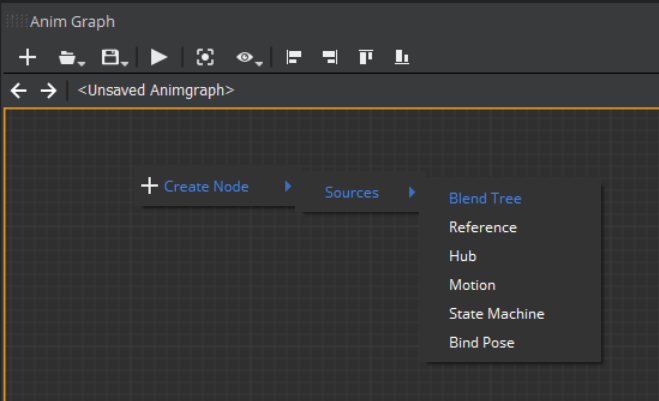 Anim Graph
<Unsaved Animgraph>
Create Node
Sources
Blend Tree
Reference
Hub
Motion
State Machine
Bind Pose